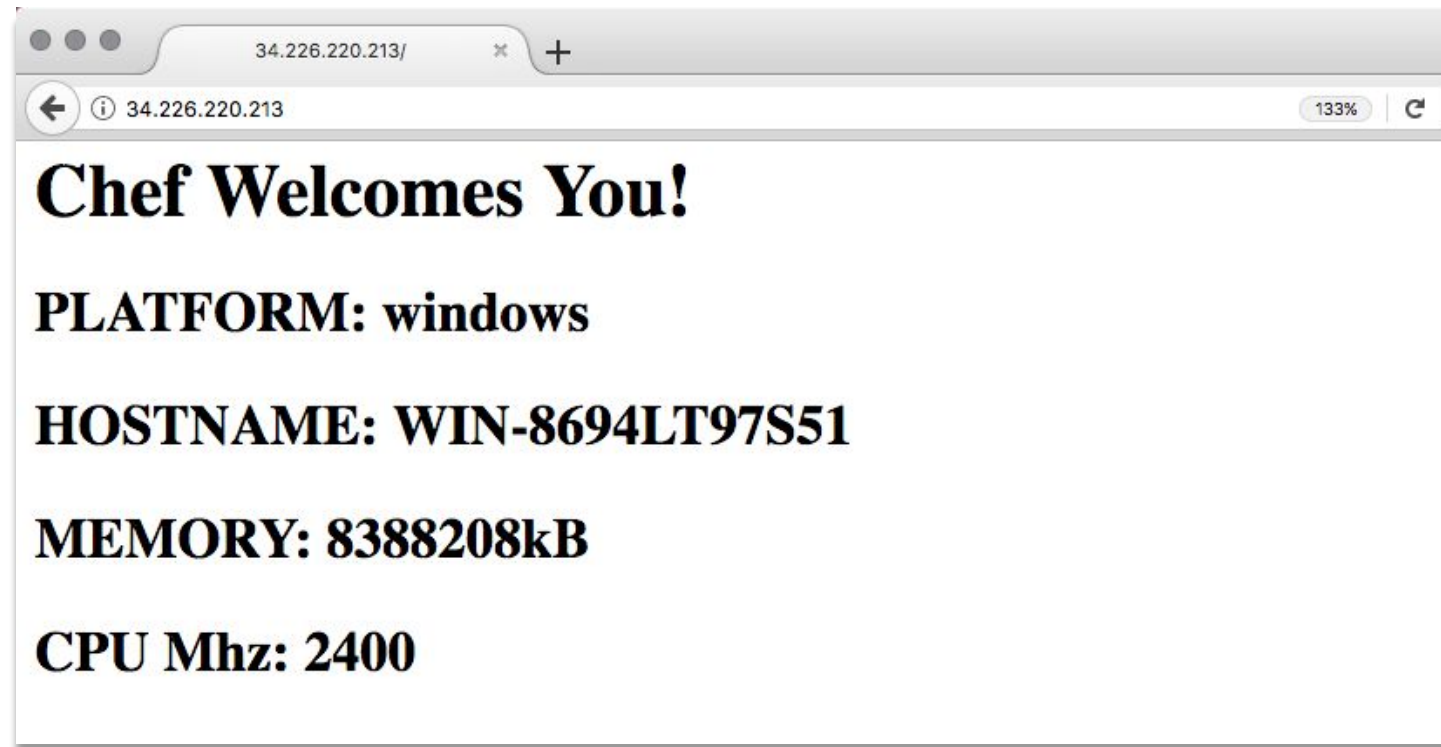 34.226.220.213/
34.226.220.213
133%
Chef Welcomes You!
PLATFORM: windows
HOSTNAME: WIN-8694LT97S51
MEMORY: 8388208kB
CPU Mhz: 2400